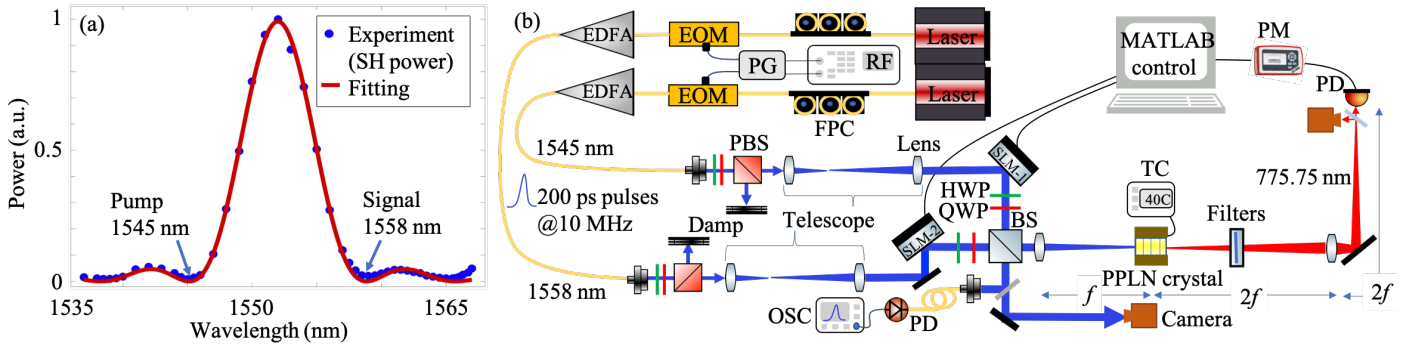 (a)
1
0.5
0
Power (a.u.)
Experiment
(SH power)
Fitting
Pump
1545 nm
Signal
1558 nm
1535
1550
1565
Wavelength (nm)
(b)
EDFA
EOM
Laser
PG
RF
EDFA
EOM
FPC
Laser
MATLAB
control
PM
PD
1545 nm
PBS
Lens
SLM-1
200 ps pulses
@10 MHz
HWP
QWP
BS
TC
40C
Filters
775.75 nm
Damp
Telescope
SLM-2
1558 nm
OSC
PD
PPLN crystal
f
2f
2f
Camera